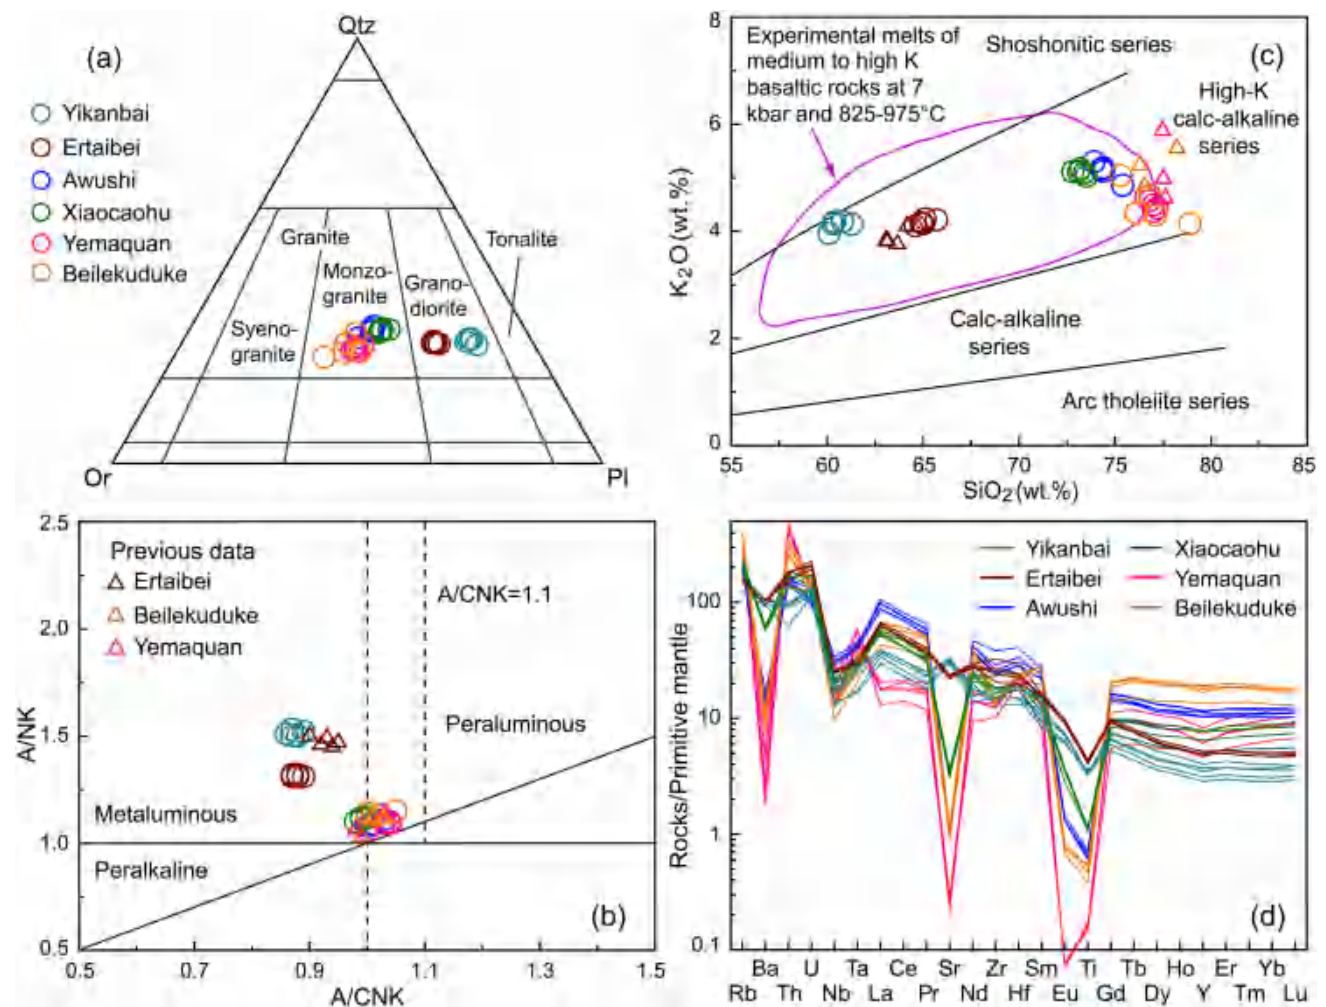 (a)
Qtz
Yikanbai
Ertaibei
Awushi
Xiaocaohu
Yemaquan
Beilekuduke
Granite
Tonalite
Monzo-
granite
Grano-
diorite
Syeno-
granite
Or
Pl
8
6
4
2
0
K2O (wt.%)
Experimental melts of
medium to high K
basaltic rocks at 7
kbar and 825-975°C
Shoshonitic series
(c)
High-K
calc-alkaline
series
Calc-alkaline
series
Arc tholeiite series
55 60 65 70 75 80 85
SiO2 (wt.%)
2.5
2.0
1.5
1.0
0.5
A/NK
Previous data
Ertaibei
Beilekuduke
Yemaquan
A/CNK=1.1
Peraluminous
Metaluminous
Peralkaline
(b)
0.5 0.7 0.9 1.1 1.3 1.5
A/CNK
100
10
1
0.1
Rocks/Primitive mantle
Yikanbai Xiaocaohu
Ertaibei Yemaquan
Awushi Beilekuduke
(d)
Ba U Ta Ce Sr Zr Sm Ti Tb Ho Er Yb
Rb Th Nb La Pr Nd Hf Eu Gd Dy Y Tm Lu